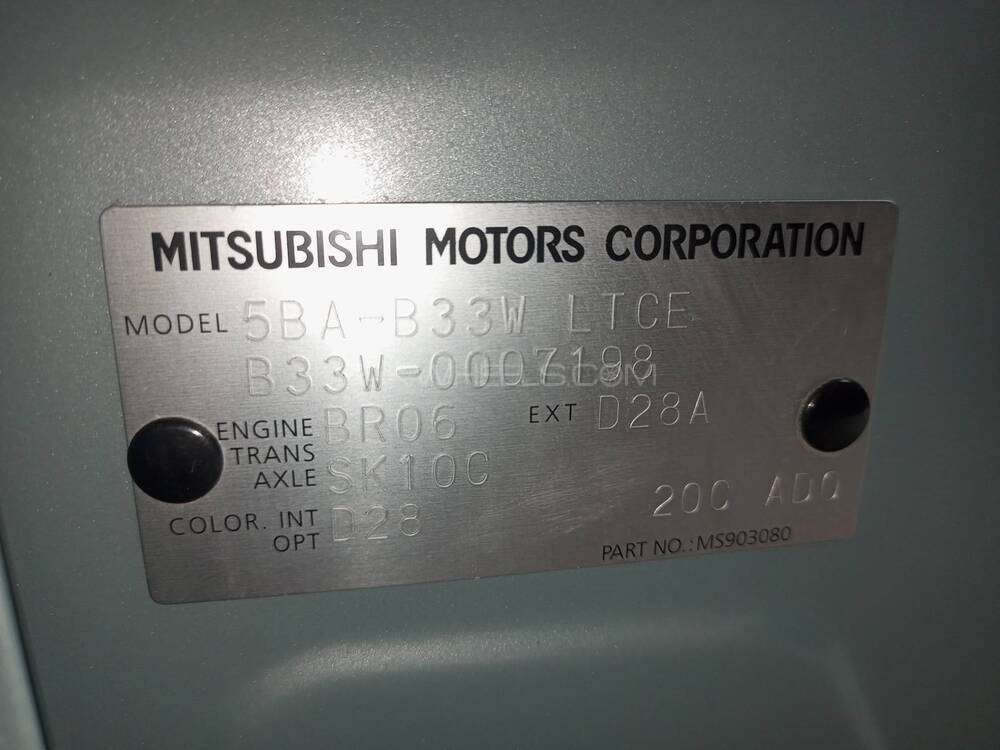 MITSUBISHI MOTORS CORPORATION
MODEL 5BA-B33W LTCE
B33W-0007198
ENGINE BR06 EXT D28A
TRANS
AXLE SK10C
COLOR. INT D28 20C ADQ
OPT
PART NO.: MS903080